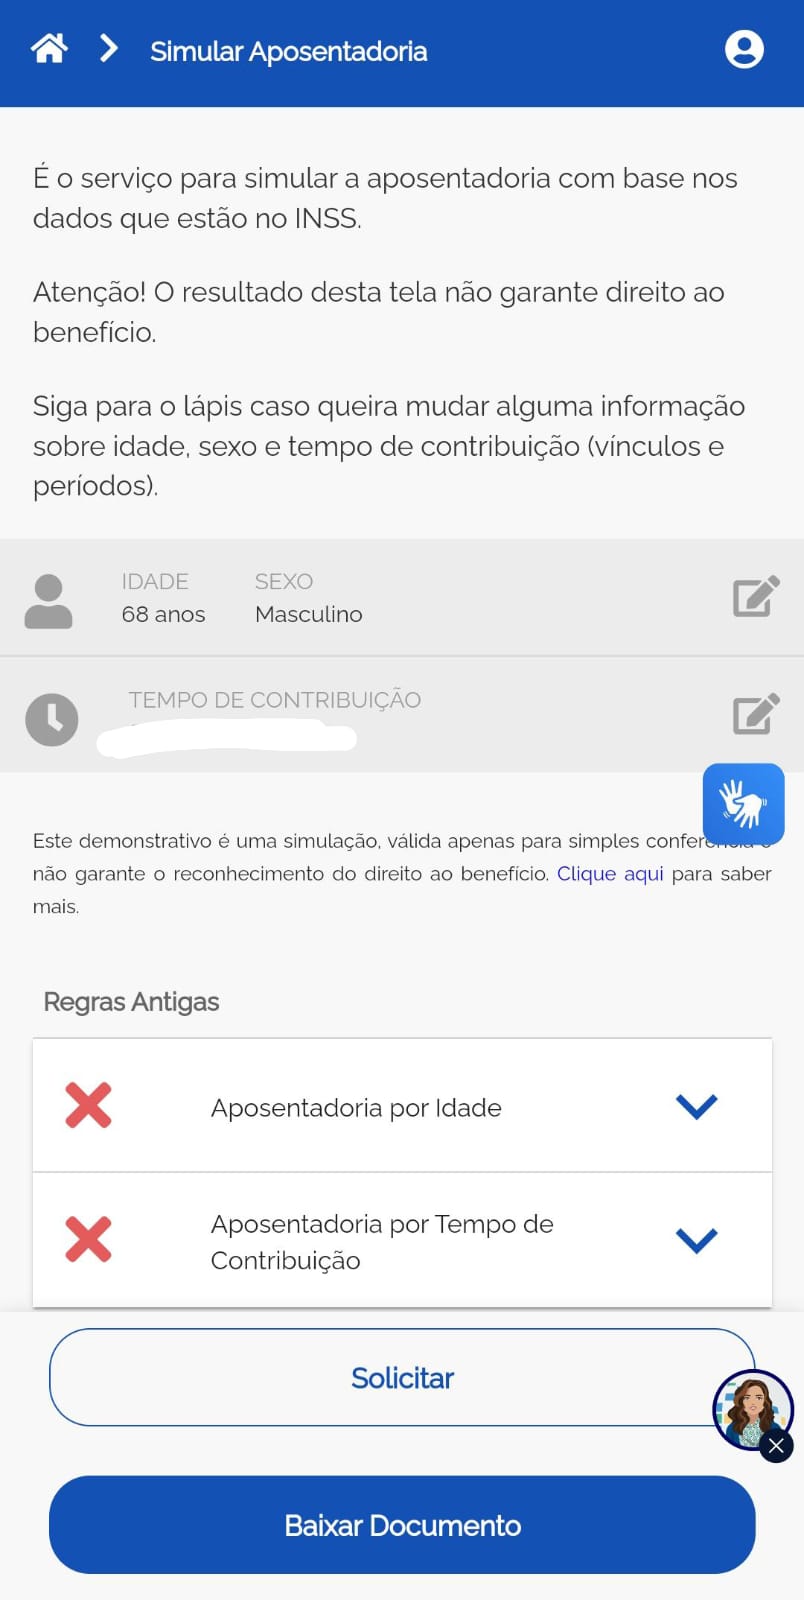 Simular Aposentadoria
É o serviço para simular a aposentadoria com base nos
dados que estão no INSS.
Atenção! O resultado desta tela não garante direito ao
benefício.
Siga para o lápis caso queira mudar alguma informação
sobre idade, sexo e tempo de contribuição (vínculos e
períodos).
IDADE SEXO
68 anos Masculino
TEMPO DE CONTRIBUIÇÃO
Este demonstrativo é uma simulação, válida apenas para simples conferência e
não garante o reconhecimento do direito ao benefício. Clique aqui para saber
mais.
Regras Antigas
Aposentadoria por Idade
Aposentadoria por Tempo de
Contribuição
Solicitar
Baixar Documento